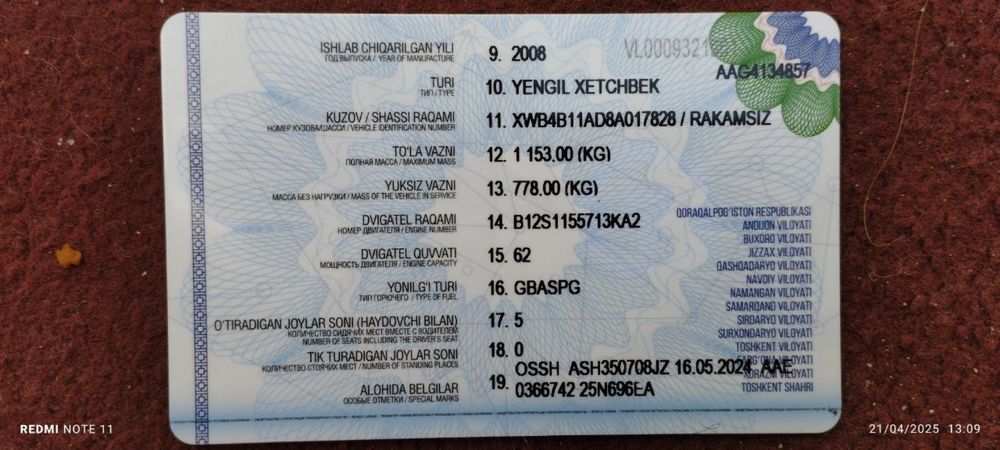 ISHLAB CHIQARILGAN YILI 9. 2008
ГОД ВЫПУСКА / YEAR OF MANUFACTURE
AAG4134857
TURI 10. YENGIL XETCHBEK
ТИП / TYPE
KUZOV / SHASSI RAQAMI 11. XWB4B11AD8A017828 / RAKAMSIZ
НОМЕР КУЗОВА/ШАССИ / VEHICLE IDENTIFICATION NUMBER
TO'LA VAZNI 12. 1 153.00 (KG)
ПОЛНАЯ МАССА / MAXIMUM MASS
YUKSIZ VAZNI 13. 778.00 (KG)
МАССА БЕЗ НАГРУЗКИ / MASS OF THE VEHICLE IN SERVICE
DVIGATEL RAQAMI 14. B12S1155713KA2
НОМЕР ДВИГАТЕЛЯ / ENGINE NUMBER
DVIGATEL QUVVATI 15. 62
МОЩНОСТЬ ДВИГАТЕЛЯ / ENGINE CAPACITY
YONILG'I TURI 16. GBASPG
ТИП ГОРЮЧЕГО / TYPE OF FUEL
O'TIRADIGAN JOYLAR SONI (HAYDOVCHI BILAN) 17. 5
КОЛИЧЕСТВО СИДЯЧИХ МЕСТ ВМЕСТЕ С ВОДИТЕЛЕМ
NUMBER OF SEATS INCLUDING THE DRIVER'S SEAT
TIK TURADIGAN JOYLAR SONI 18. 0
КОЛИЧЕСТВО СТОЯЧИХ МЕСТ / NUMBER OF STANDING PLACES
ALOHIDA BELGILAR 19. OSSH ASH350708JZ 16.05.2024 AAE
0366742 25N696EA
ОСОБЫЕ ОТМЕТКИ / SPECIAL MARKS
QORAQALPOG'ISTON RESPUBLIKASI
ANDIJON VILOYATI
BUXORO VILOYATI
JIZZAX VILOYATI
QASHQADARYO VILOYATI
NAVOIY VILOYATI
NAMANGAN VILOYATI
SAMARQAND VILOYATI
SIRDARYO VILOYATI
SURXONDARYO VILOYATI
TOSHKENT VILOYATI
FARG'ONA VILOYATI
XORAZM VILOYATI
TOSHKENT SHAHRI
REDMI NOTE 11
21/04/2025 13:09